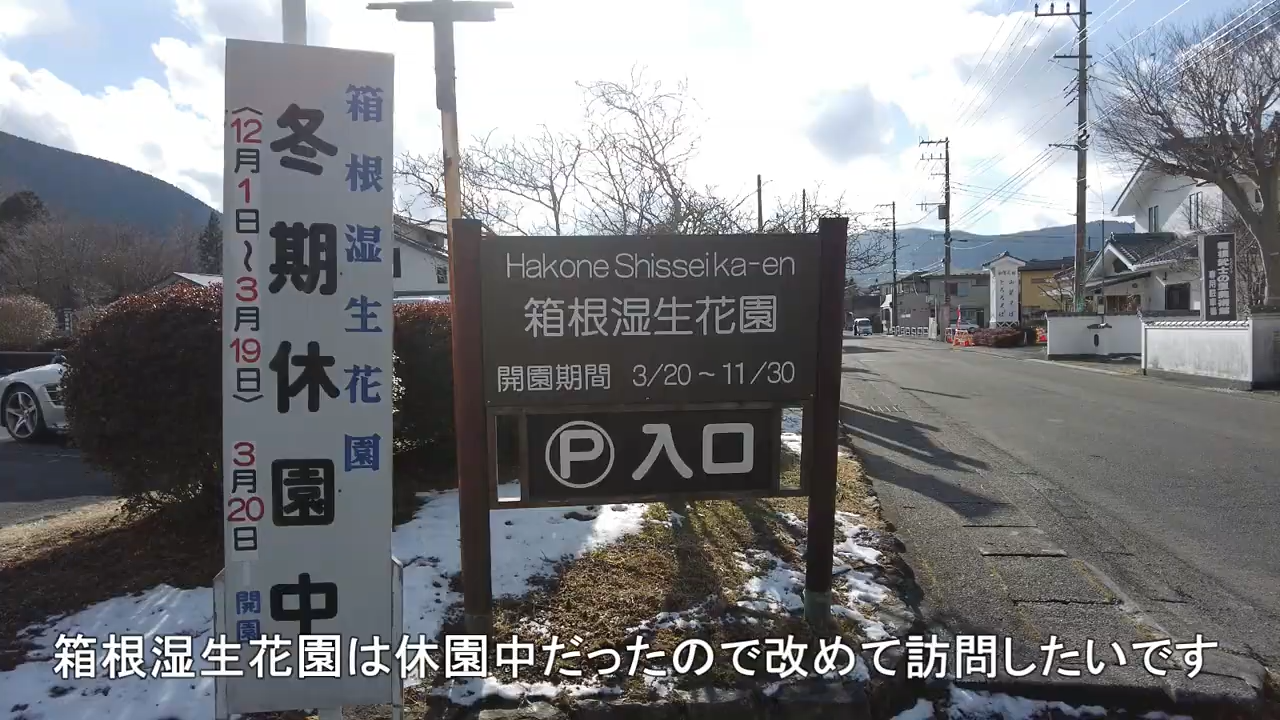 箱根湿生花園
冬期休園中
(12月1日~3月19日)
3月20日
開園
Hakone Shissei ka-en
箱根湿生花園
開園期間 3/20~11/30
P 入口
箱根湿生花園は休園中だったので改めて訪問したいです